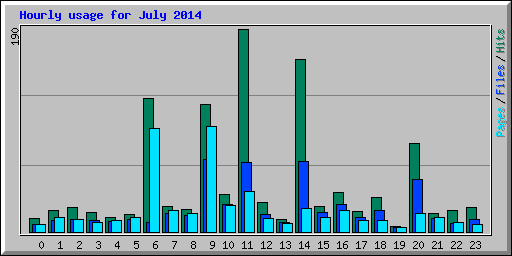 Hourly usage for July 2014
190
Pages / Files / Hits
0 1 2 3 4 5 6 7 8 9 10 11 12 13 14 15 16 17 18 19 20 21 22 23